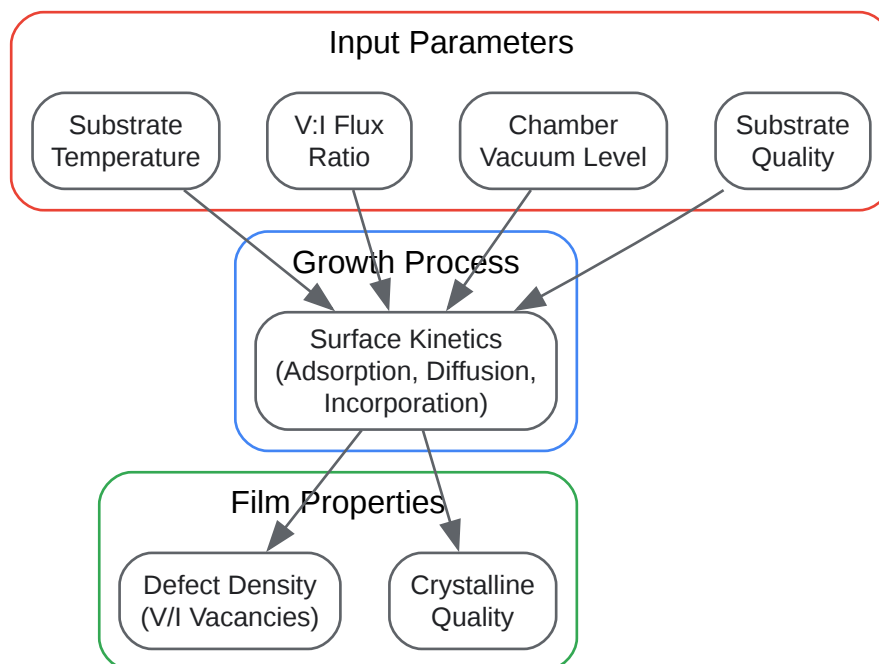 Input Parameters
Substrate
Temperature
V:I Flux
Ratio
Chamber
Vacuum Level
Substrate
Quality
Growth Process
Surface Kinetics
(Adsorption, Diffusion,
Incorporation)
Film Properties
Defect Density
(V/I Vacancies)
Crystalline
Quality